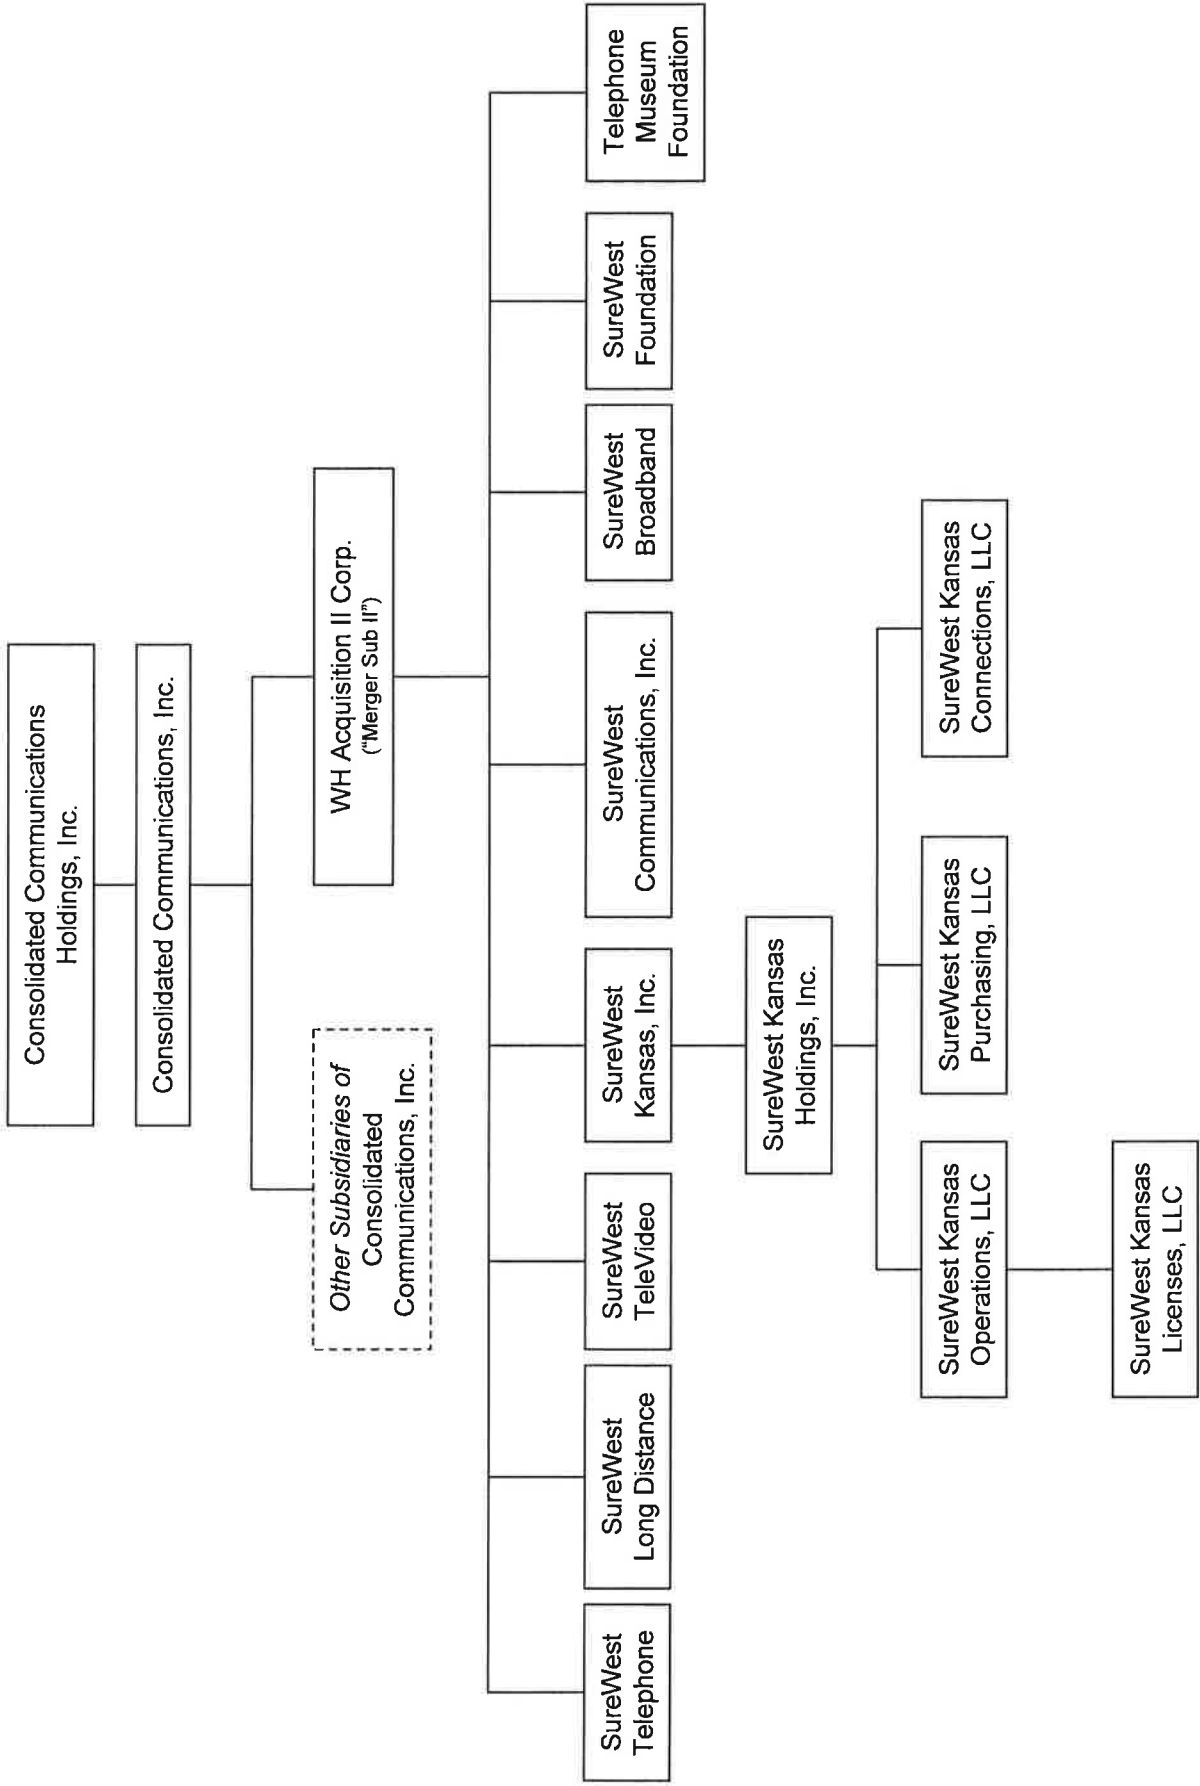 Consolidated Communications
Holdings, Inc.
Consolidated Communications, Inc.
Other Subsidiaries of
Consolidated
Communications, Inc.
WH Acquisition II Corp.
("Merger Sub II")
SureWest
Telephone
SureWest
Long Distance
SureWest
TeleVideo
SureWest
Kansas, Inc.
SureWest
Communications, Inc.
SureWest
Broadband
SureWest
Foundation
Telephone
Museum
Foundation
SureWest Kansas
Holdings, Inc.
SureWest Kansas
Operations, LLC
SureWest Kansas
Purchasing, LLC
SureWest Kansas
Connections, LLC
SureWest Kansas
Licenses, LLC